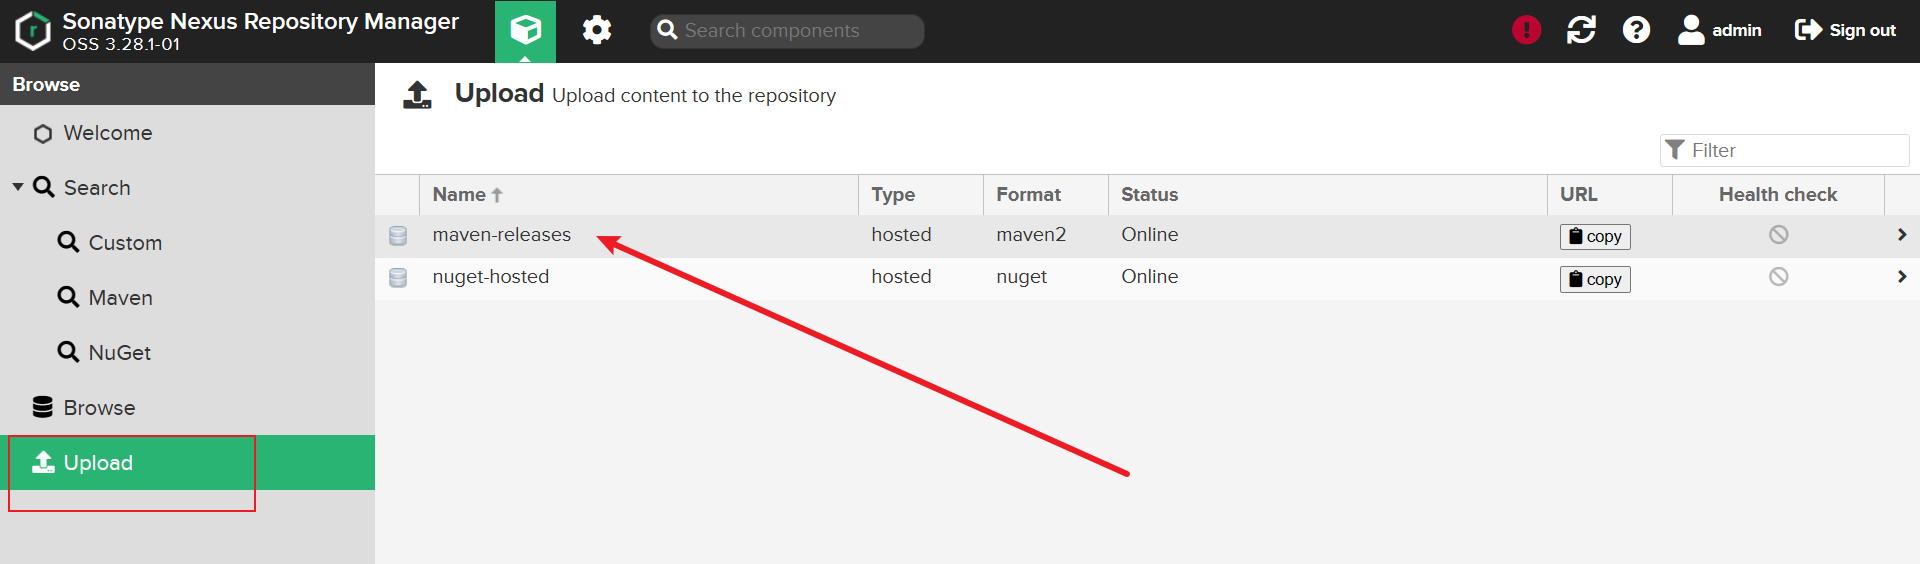 Sonatype Nexus Repository Manager
OSS 3.28.1-01
Search components
admin
Sign out
Browse
Welcome
Search
Custom
Maven
NuGet
Browse
Upload
Upload Upload content to the repository
Filter
Name Type Format Status URL Health check
maven-releases hosted maven2 Online copy
nuget-hosted hosted nuget Online copy